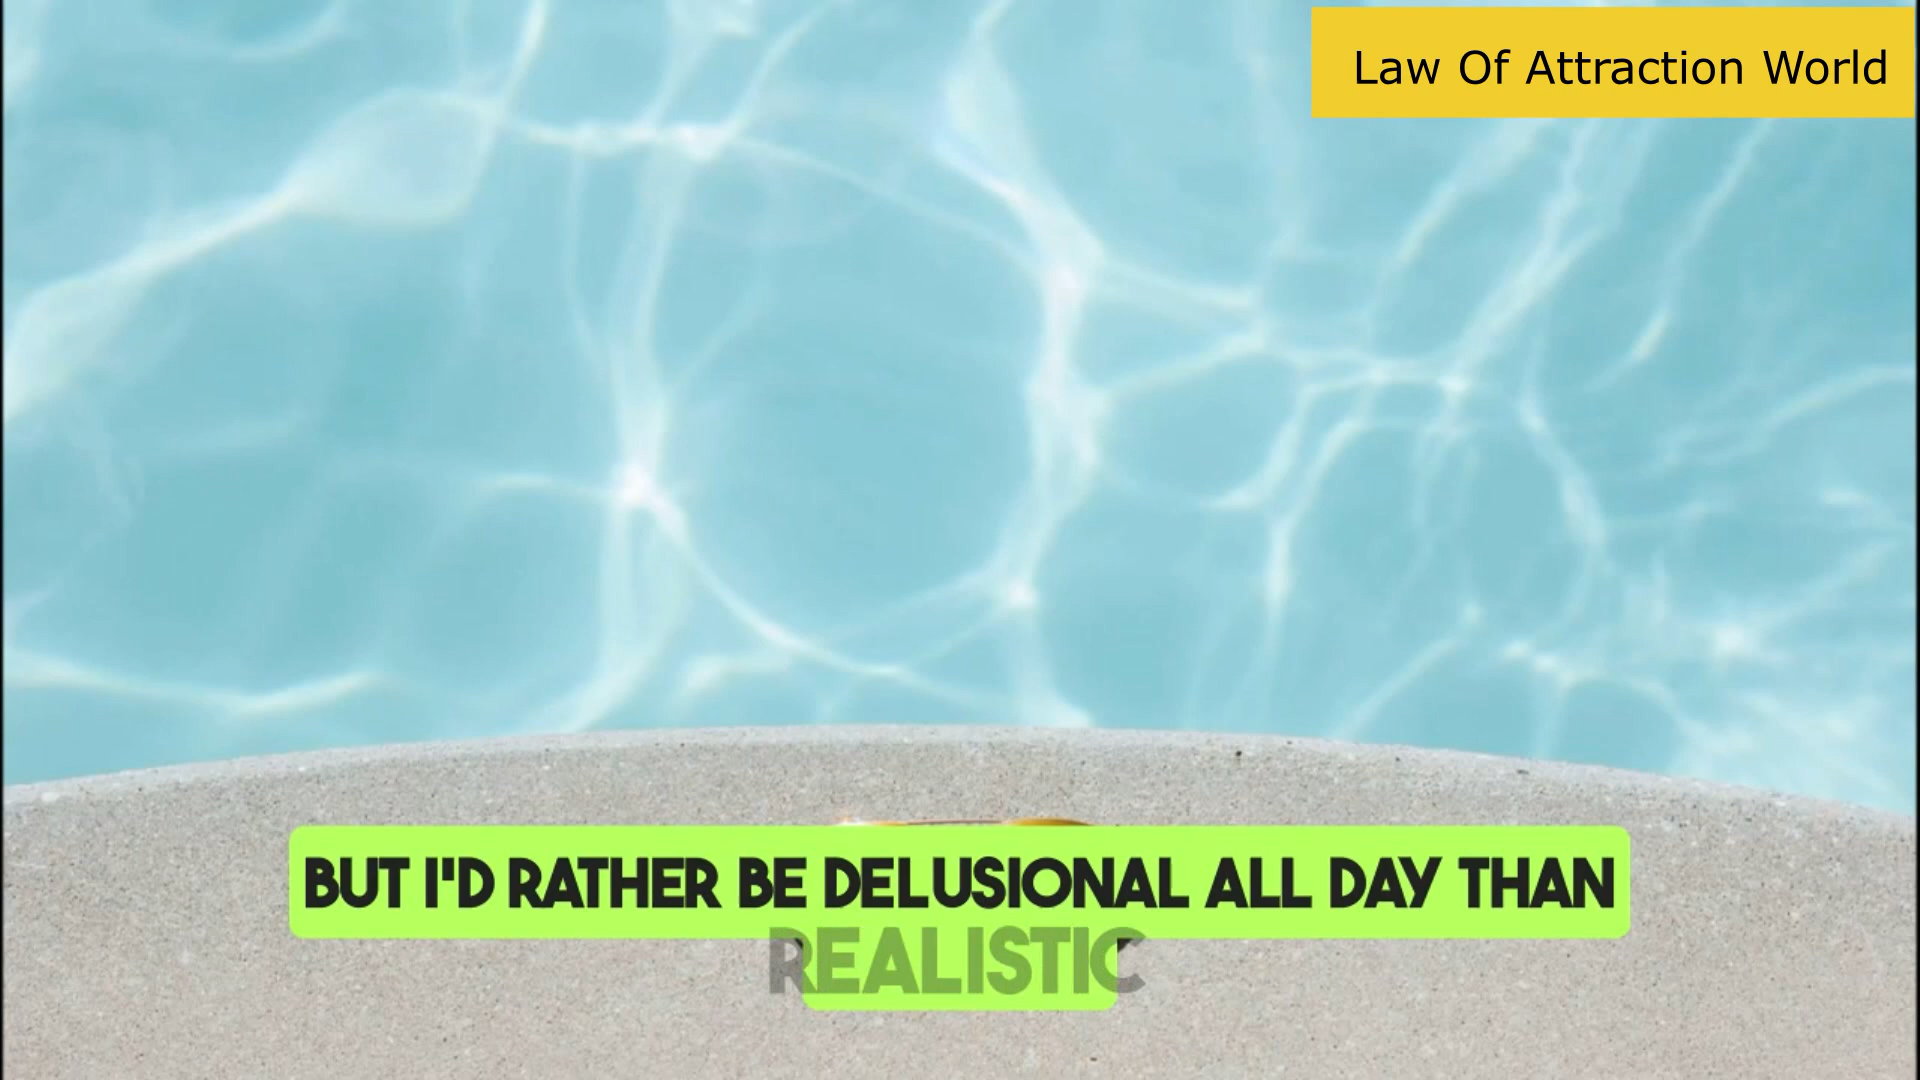 Law Of Attraction World
BUT I'D RATHER BE DELUSIONAL ALL DAY THAN
REALISTIC